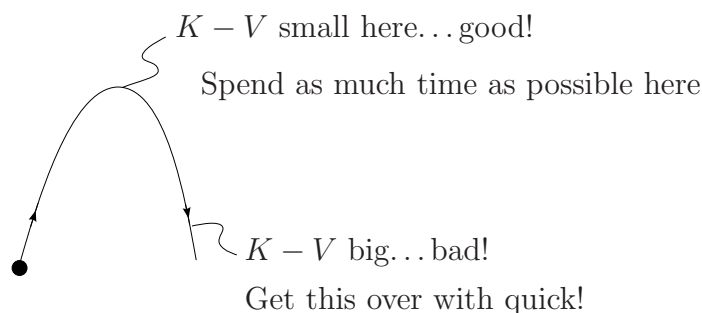 K − V small here...good!
Spend as much time as possible here
K − V big...bad!
Get this over with quick!